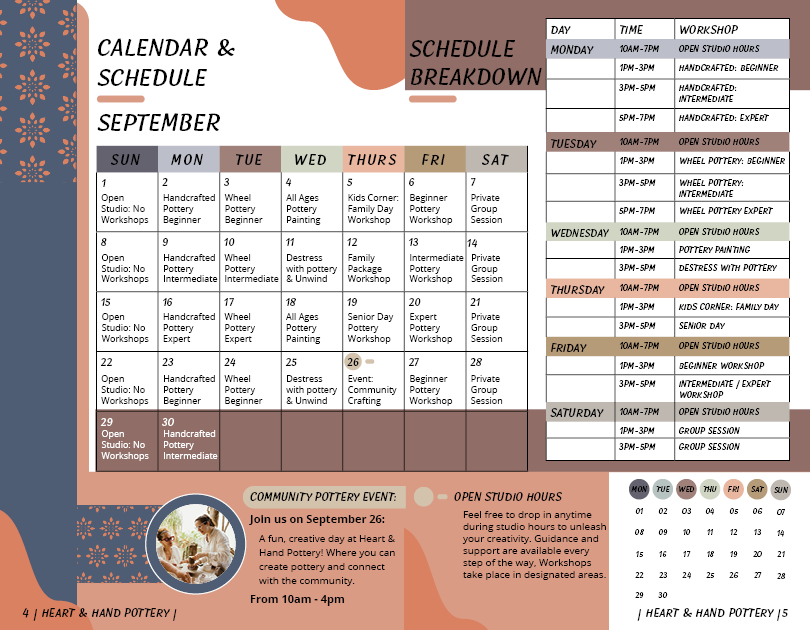 CALENDAR &
SCHEDULE
SEPTEMBER
SUN MON TUE WED THURS FRI SAT
1 2 3 4 5 6 7
Open Handcrafted Wheel All Ages Kids Corner: Beginner Private
Studio: No Pottery Pottery Pottery Family Day Pottery Group
Workshops Beginner Beginner Painting Workshop Workshop Session
8 9 10 11 12 13 14
Open Handcrafted Wheel Destress Family Intermediate Private
Studio: No Pottery Pottery with pottery Package Pottery Group
Workshops Intermediate Intermediate & Unwind Workshop Workshop Session
15 16 17 18 19 20 21
Open Handcrafted Wheel All Ages Senior Day Expert Private
Studio: No Pottery Pottery Pottery Pottery Pottery Group
Workshops Expert Expert Painting Workshop Workshop Session
22 23 24 25 26 27 28
Open Handcrafted Wheel Destress Event: Beginner Private
Studio: No Pottery Pottery with pottery Community Pottery Group
Workshops Beginner Beginner & Unwind Crafting Workshop Session
29 30
Open Handcrafted
Studio: No Pottery
Workshops Intermediate
COMMUNITY POTTERY EVENT:
Join us on September 26:
A fun, creative day at Heart &
Hand Pottery! Where you can
create pottery and connect
with the community.
From 10am - 4pm
4 | HEART & HAND POTTERY |
SCHEDULE
BREAKDOWN
DAY TIME WORKSHOP
MONDAY 10AM-7PM OPEN STUDIO HOURS
1PM-3PM HANDCRAFTED: BEGINNER
3PM-5PM HANDCRAFTED:
INTERMEDIATE
5PM-7PM HANDCRAFTED: EXPERT
TUESDAY 10AM-7PM OPEN STUDIO HOURS
1PM-3PM WHEEL POTTERY: BEGINNER
3PM-5PM WHEEL POTTERY:
INTERMEDIATE
5PM-7PM WHEEL POTTERY EXPERT
WEDNESDAY 10AM-7PM OPEN STUDIO HOURS
1PM-3PM POTTERY PAINTING
3PM-5PM DESTRESS WITH POTTERY
THURSDAY 10AM-7PM OPEN STUDIO HOURS
1PM-3PM KIDS CORNER: FAMILY DAY
3PM-5PM SENIOR DAY
FRIDAY 10AM-7PM OPEN STUDIO HOURS
1PM-3PM BEGINNER WORKSHOP
3PM-5PM INTERMEDIATE / EXPERT
WORKSHOP
SATURDAY 10AM-7PM OPEN STUDIO HOURS
1PM-3PM GROUP SESSION
3PM-5PM GROUP SESSION
OPEN STUDIO HOURS
Feel free to drop in anytime
during studio hours to unleash
your creativity. Guidance and
support are available every
step of the way, Workshops
take place in designated areas.
MON TUE WED THU FRI SAT SUN
01 02 03 04 05 06 07
08 09 10 11 12 13 14
15 16 17 18 19 20 21
22 23 24 25 26 27 28
29 30
| HEART & HAND POTTERY |5